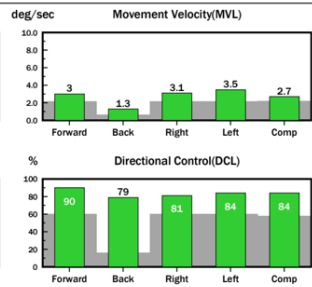 deg/sec Movement Velocity(MVL)
10.0
8.0
6.0
4.0
2.0
0.0
3 1.3 3.1 3.5 2.7
Forward Back Right Left Comp
% Directional Control(DCL)
100
80
60
40
20
0
90 79 81 84 84
Forward Back Right Left Comp